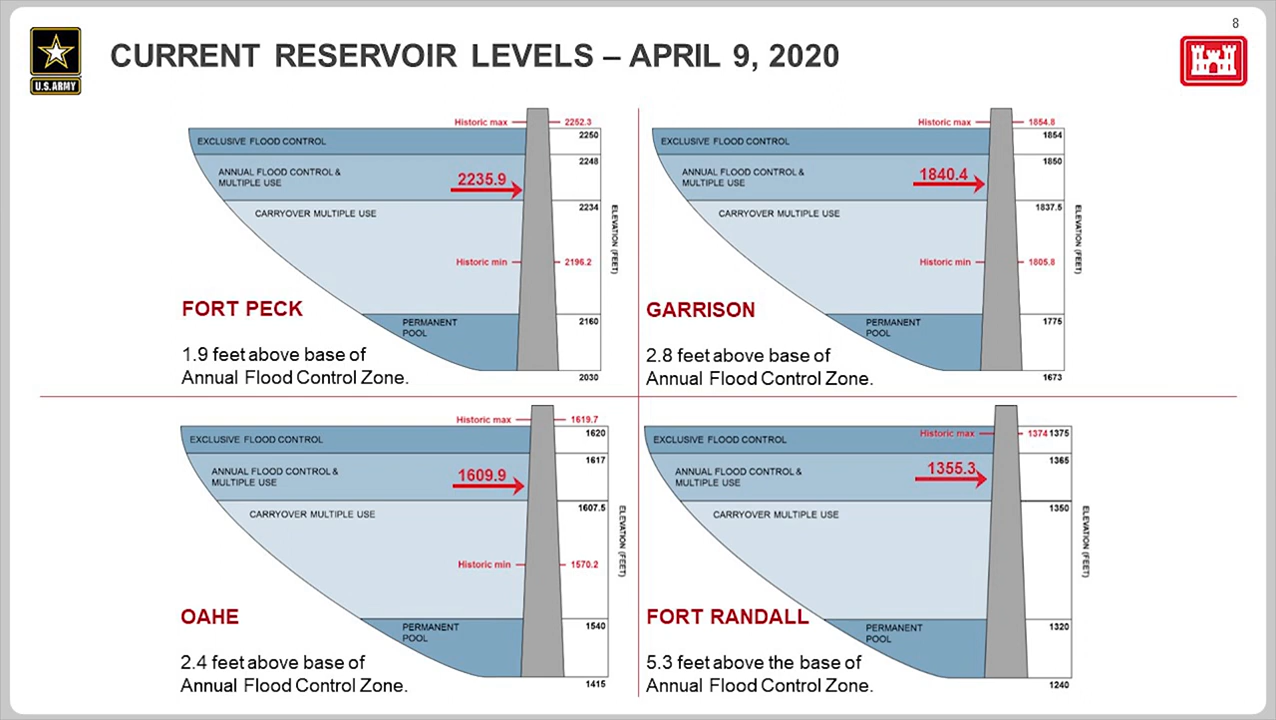 8
U.S.ARMY
CURRENT RESERVOIR LEVELS – APRIL 9, 2020
Historic max
2252.3
2250
EXCLUSIVE FLOOD CONTROL
2248
ANNUAL FLOOD CONTROL &
MULTIPLE USE
2235.9
2234
CARRYOVER MULTIPLE USE
ELEVATION (FEET)
Historic min
2196.2
FORT PECK
2160
PERMANENT
POOL
1.9 feet above base of
Annual Flood Control Zone.
2030
Historic max
1854.8
1854
EXCLUSIVE FLOOD CONTROL
1850
ANNUAL FLOOD CONTROL &
MULTIPLE USE
1840.4
1837.5
CARRYOVER MULTIPLE USE
ELEVATION (FEET)
Historic min
1805.8
GARRISON
1775
PERMANENT
POOL
2.8 feet above base of
Annual Flood Control Zone.
1673
Historic max
1619.7
1620
EXCLUSIVE FLOOD CONTROL
1617
ANNUAL FLOOD CONTROL &
MULTIPLE USE
1609.9
1607.5
CARRYOVER MULTIPLE USE
ELEVATION (FEET)
Historic min
1570.2
OAHE
1540
PERMANENT
POOL
2.4 feet above base of
Annual Flood Control Zone.
1415
Historic max
1374
1375
EXCLUSIVE FLOOD CONTROL
1365
ANNUAL FLOOD CONTROL &
MULTIPLE USE
1355.3
1350
CARRYOVER MULTIPLE USE
ELEVATION (FEET)
FORT RANDALL
1320
PERMANENT
POOL
5.3 feet above the base of
Annual Flood Control Zone.
1240